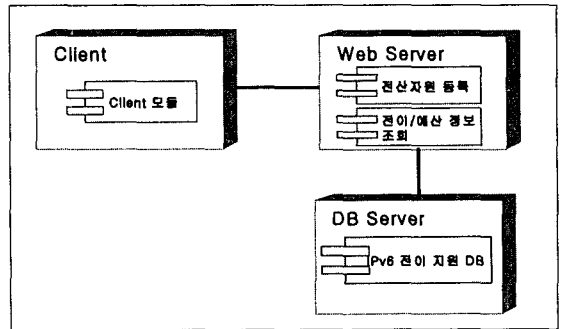 Client
Client 모듈
Web Server
전산자원 등록
전이/예산 정보
조회
DB Server
Pv6 전이 지원 DB